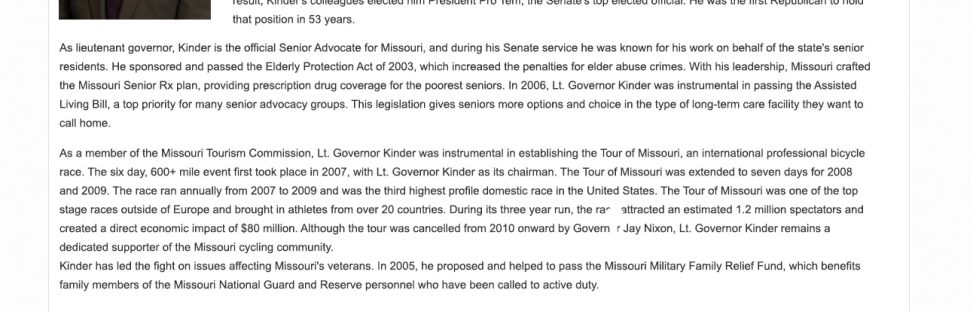 result, Kinder's colleagues elected him President Pro Tem, the Senate's top elected official. He was the first Republican to hold
that position in 53 years.
As lieutenant governor, Kinder is the official Senior Advocate for Missouri, and during his Senate service he was known for his work on behalf of the state's senior
residents. He sponsored and passed the Elderly Protection Act of 2003, which increased the penalties for elder abuse crimes. With his leadership, Missouri crafted
the Missouri Senior Rx plan, providing prescription drug coverage for the poorest seniors. In 2006, Lt. Governor Kinder was instrumental in passing the Assisted
Living Bill, a top priority for many senior advocacy groups. This legislation gives seniors more options and choice in the type of long-term care facility they want to
call home.
As a member of the Missouri Tourism Commission, Lt. Governor Kinder was instrumental in establishing the Tour of Missouri, an international professional bicycle
race. The six day, 600+ mile event first took place in 2007, with Lt. Governor Kinder as its chairman. The Tour of Missouri was extended to seven days for 2008
and 2009. The race ran annually from 2007 to 2009 and was the third highest profile domestic race in the United States. The Tour of Missouri was one of the top
stage races outside of Europe and brought in athletes from over 20 countries. During its three year run, the attracted an estimated 1.2 million spectators and
created a direct economic impact of $80 million. Although the tour was cancelled from 2010 onward by Jay Nixon, Lt. Governor Kinder remains a
dedicated supporter of the Missouri cycling community.
Kinder has led the fight on issues affecting Missouri's veterans. In 2005, he proposed and helped to pass the Missouri Military Family Relief Fund, which benefits
family members of the Missouri National Guard and Reserve personnel who have been called to active duty.